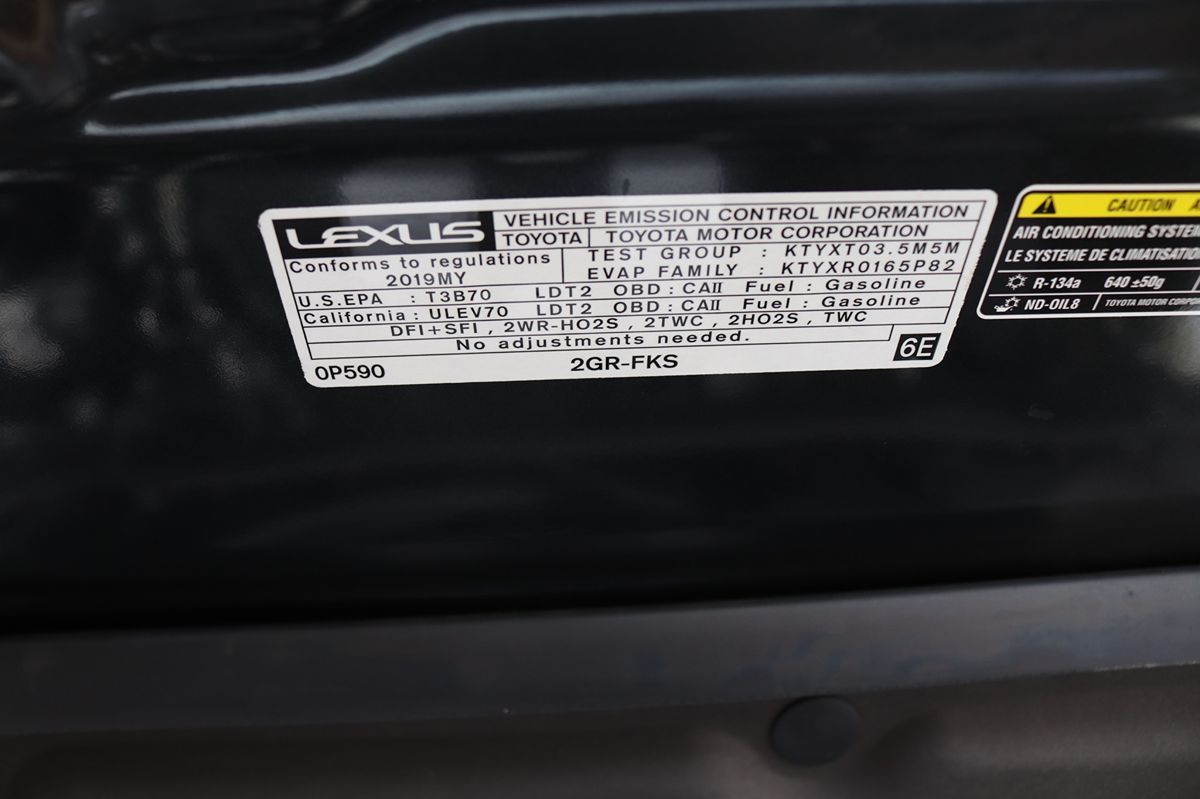 LEXUS
VEHICLE EMISSION CONTROL INFORMATION
TOYOTA TOYOTA MOTOR CORPORATION
Conforms to regulations
2019MY
TEST GROUP : KTYXT03.5M5M
EVAP FAMILY : KTYXR0165P82
U.S.EPA : T3B70 LDT2 OBD : CAII Fuel : Gasoline
California : ULEV70 LDT2 OBD : CAII Fuel : Gasoline
DFI+SFI , 2WR-HO2S , 2TWC , 2HO2S , TWC
No adjustments needed.
0P590 2GR-FKS 6E
CAUTION
AIR CONDITIONING SYSTEM
LE SYSTEME DE CLIMATISATION
R-134a 640 ±50g
ND-OIL8 TOYOTA MOTOR CORPO